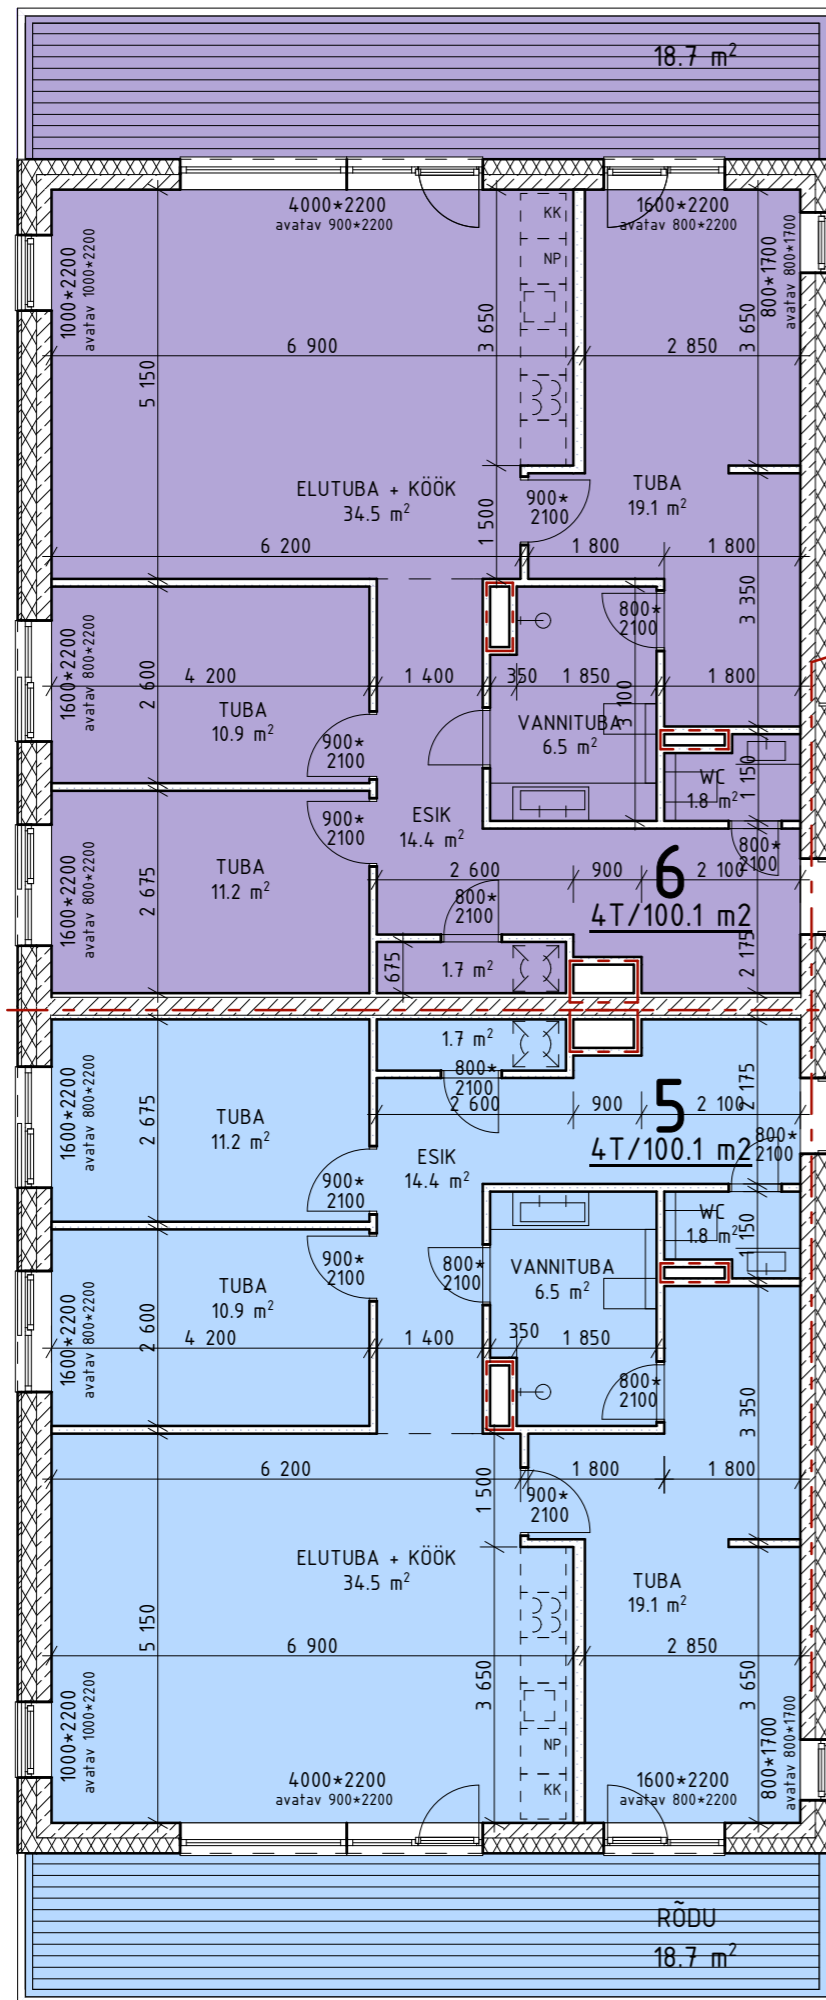 18.7 m²
4000*2200
avatav 900*2200
1600*2200
avatav 800*2200
1000*2200
avatav 1000*2200
800*1700
avatav 800*1700
KK
NP
6 900
3 650
2 850
3 650
5 150
ELUTUBA + KÖÖK
34.5 m²
900*
2100
TUBA
19.1 m²
6 200
1 500
1 800
1 800
3 350
1600*2200
avatav 800*2200
2 600
4 200
1 400
350
1 850
1 800
800*
2100
TUBA
10.9 m²
900*
2100
VANNITUBA
6.5 m²
3 100
WC
1.8 m²
1 150
1600*2200
avatav 800*2200
2 675
TUBA
11.2 m²
900*
2100
ESIK
14.4 m²
2 600
900
2 100
800*
2100
800*
2100
6
4T/100.1 m2
675
1.7 m²
2 175
1.7 m²
800*
2100
2 600
900
2 100
2 175
1600*2200
avatav 800*2200
2 675
TUBA
11.2 m²
900*
2100
ESIK
14.4 m²
5
4T/100.1 m2
800*
2100
WC
1.8 m²
1 150
1600*2200
avatav 800*2200
2 600
TUBA
10.9 m²
900*
2100
800*
2100
VANNITUBA
6.5 m²
4 200
1 400
350
1 850
800*
2100
3 350
6 200
1 500
1 800
1 800
900*
2100
ELUTUBA + KÖÖK
34.5 m²
TUBA
19.1 m²
5 150
6 900
3 650
2 850
3 650
1000*2200
avatav 1000*2200
NP
KK
4000*2200
avatav 900*2200
1600*2200
avatav 800*2200
800*1700
avatav 800*1700
RÕDU
18.7 m²